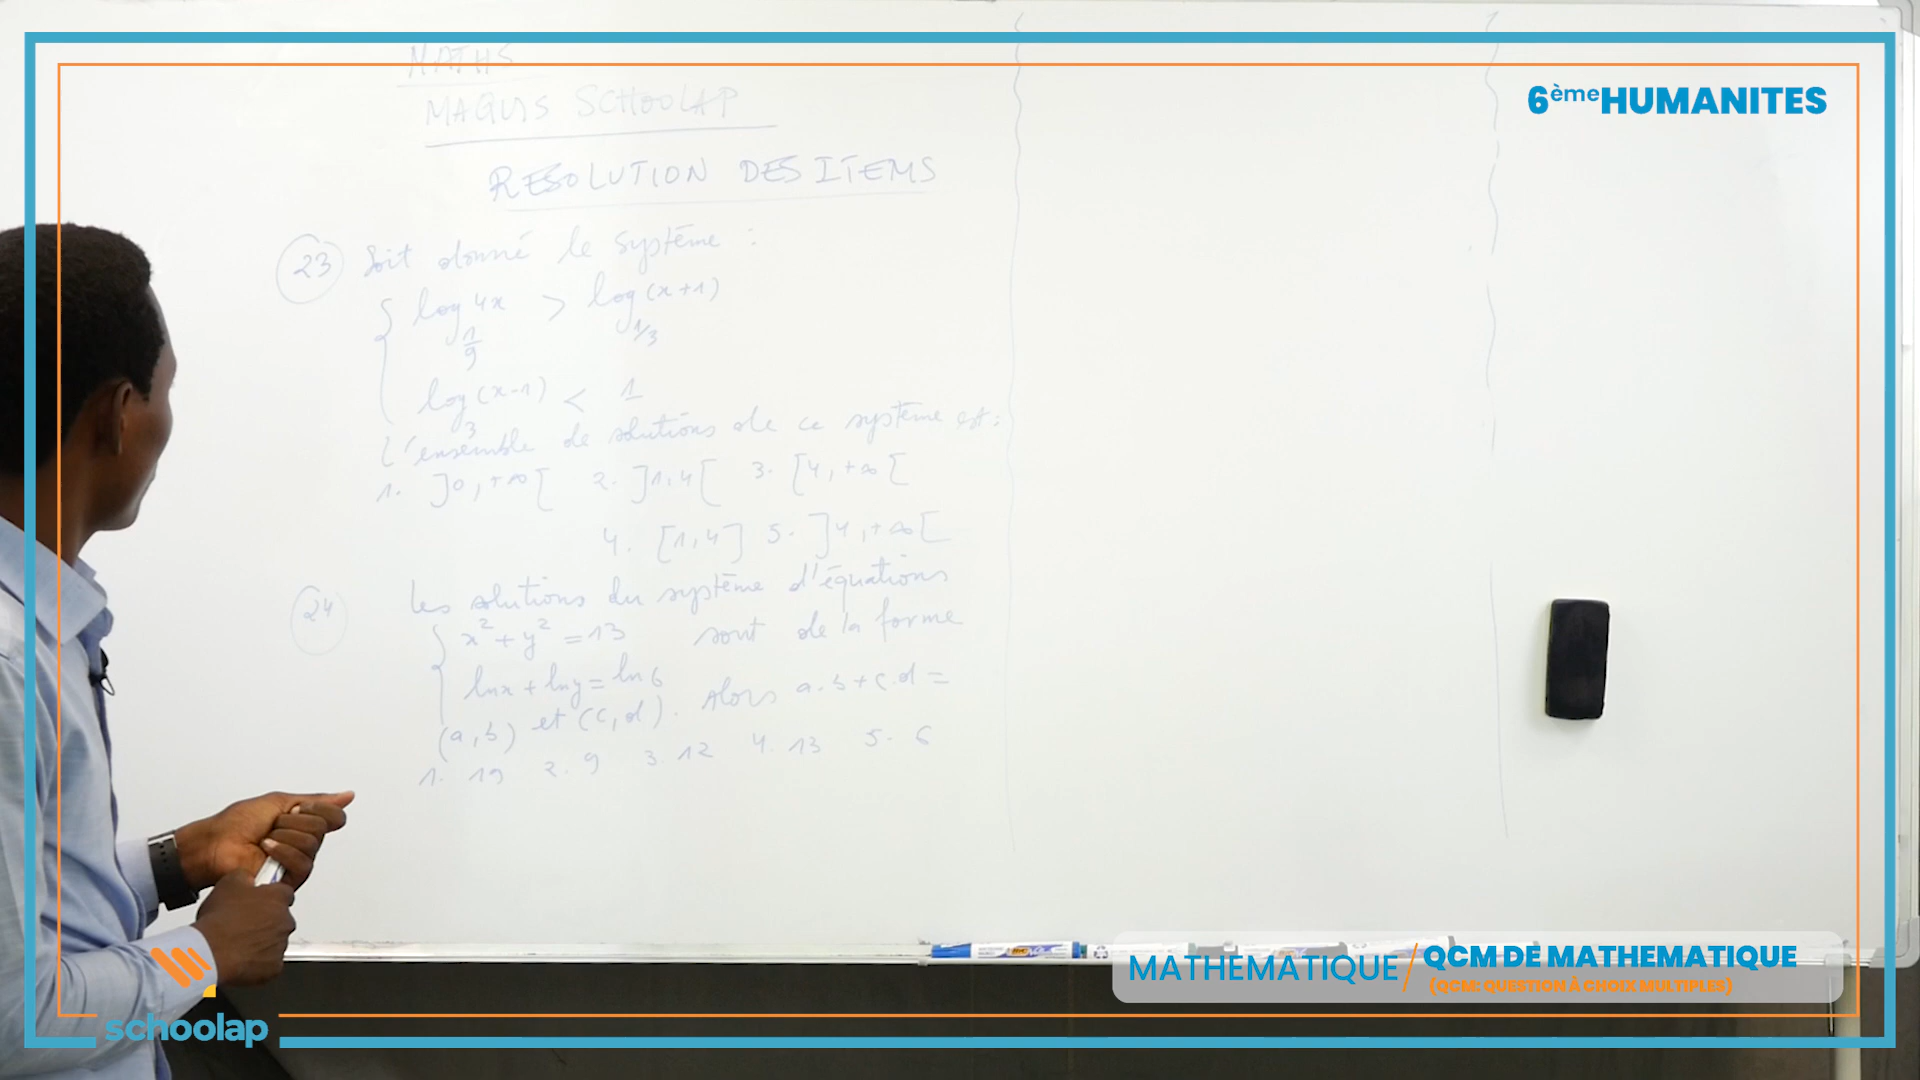 MATHS
MAQUIS SCHOOLAP
RESOLUTION DES ITEMS
23 Soit donné le système :
{ log 4x > log (x+1)
1/9 1/3
log (x-1) < 1
3
L'ensemble de solutions de ce système est:
1. ]0, +∞[ 2. ]1,4[ 3. [4, +∞[
4. [1,4] 5. ]4, +∞[
24 Les solutions du système d'équations
{ x² + y² = 13 sont de la forme
lnx + lny = ln6
(a,b) et (c,d). Alors a.b + c.d =
1. 19 2. 9 3. 12 4. 13 5. 6
6èmeHUMANITES
MATHEMATIQUE / QCM DE MATHEMATIQUE
(QCM: QUESTION À CHOIX MULTIPLES)
schoolap
BIC